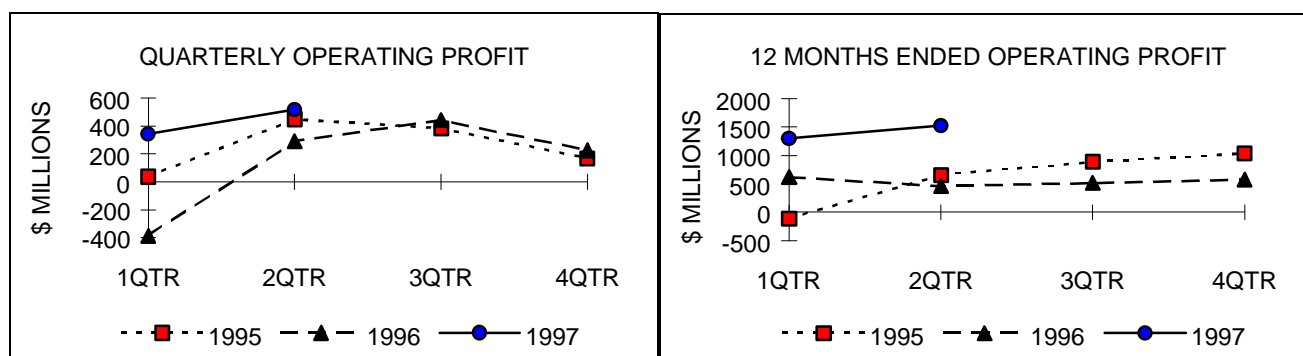 QUARTERLY OPERATING PROFIT
$ MILLIONS
600
400
200
0
-200
-400
1QTR 2QTR 3QTR 4QTR
1995 1996 1997
12 MONTHS ENDED OPERATING PROFIT
$ MILLIONS
2000
1500
1000
500
0
-500
1QTR 2QTR 3QTR 4QTR
1995 1996 1997